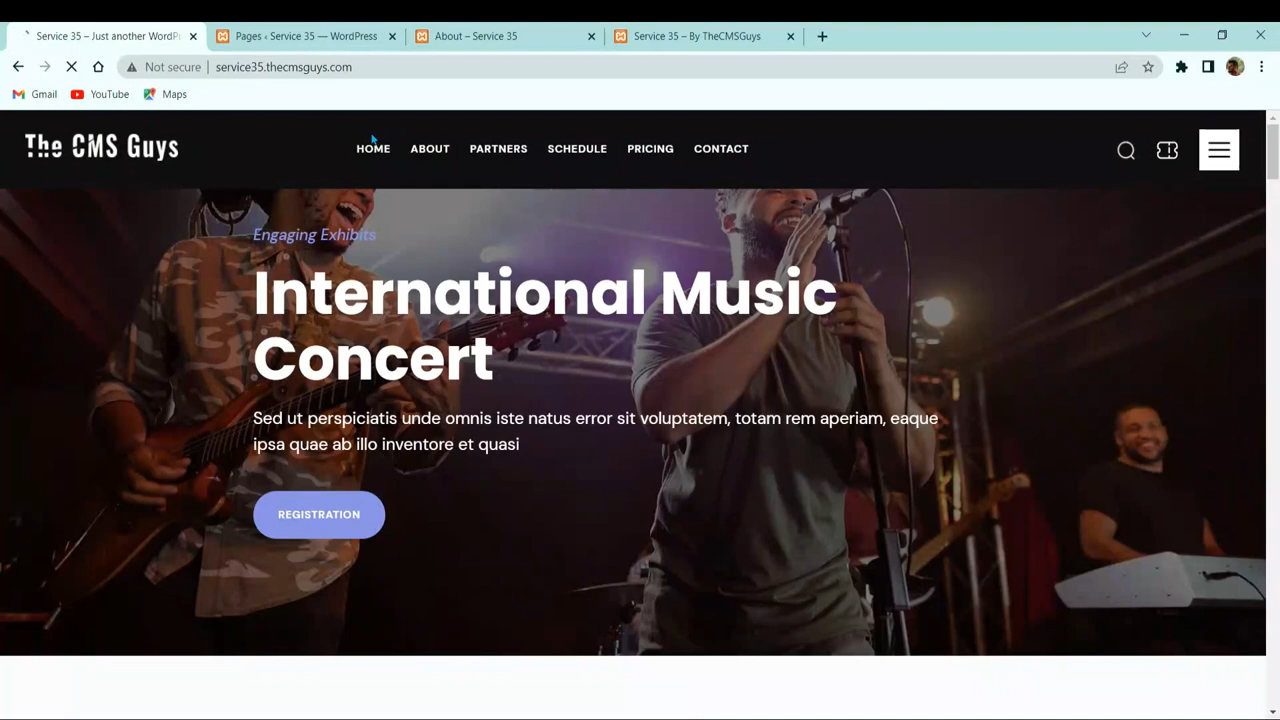 Service 35 – Just another WordP
Pages ‹ Service 35 — WordPress
About – Service 35
Service 35 – By TheCMSGuys
Not secure
service35.thecmsguys.com
Gmail
YouTube
Maps
The CMS Guys
HOME
ABOUT
PARTNERS
SCHEDULE
PRICING
CONTACT
Engaging Exhibits
International Music
Concert
Sed ut perspiciatis unde omnis iste natus error sit voluptatem, totam rem aperiam, eaque
ipsa quae ab illo inventore et quasi
REGISTRATION